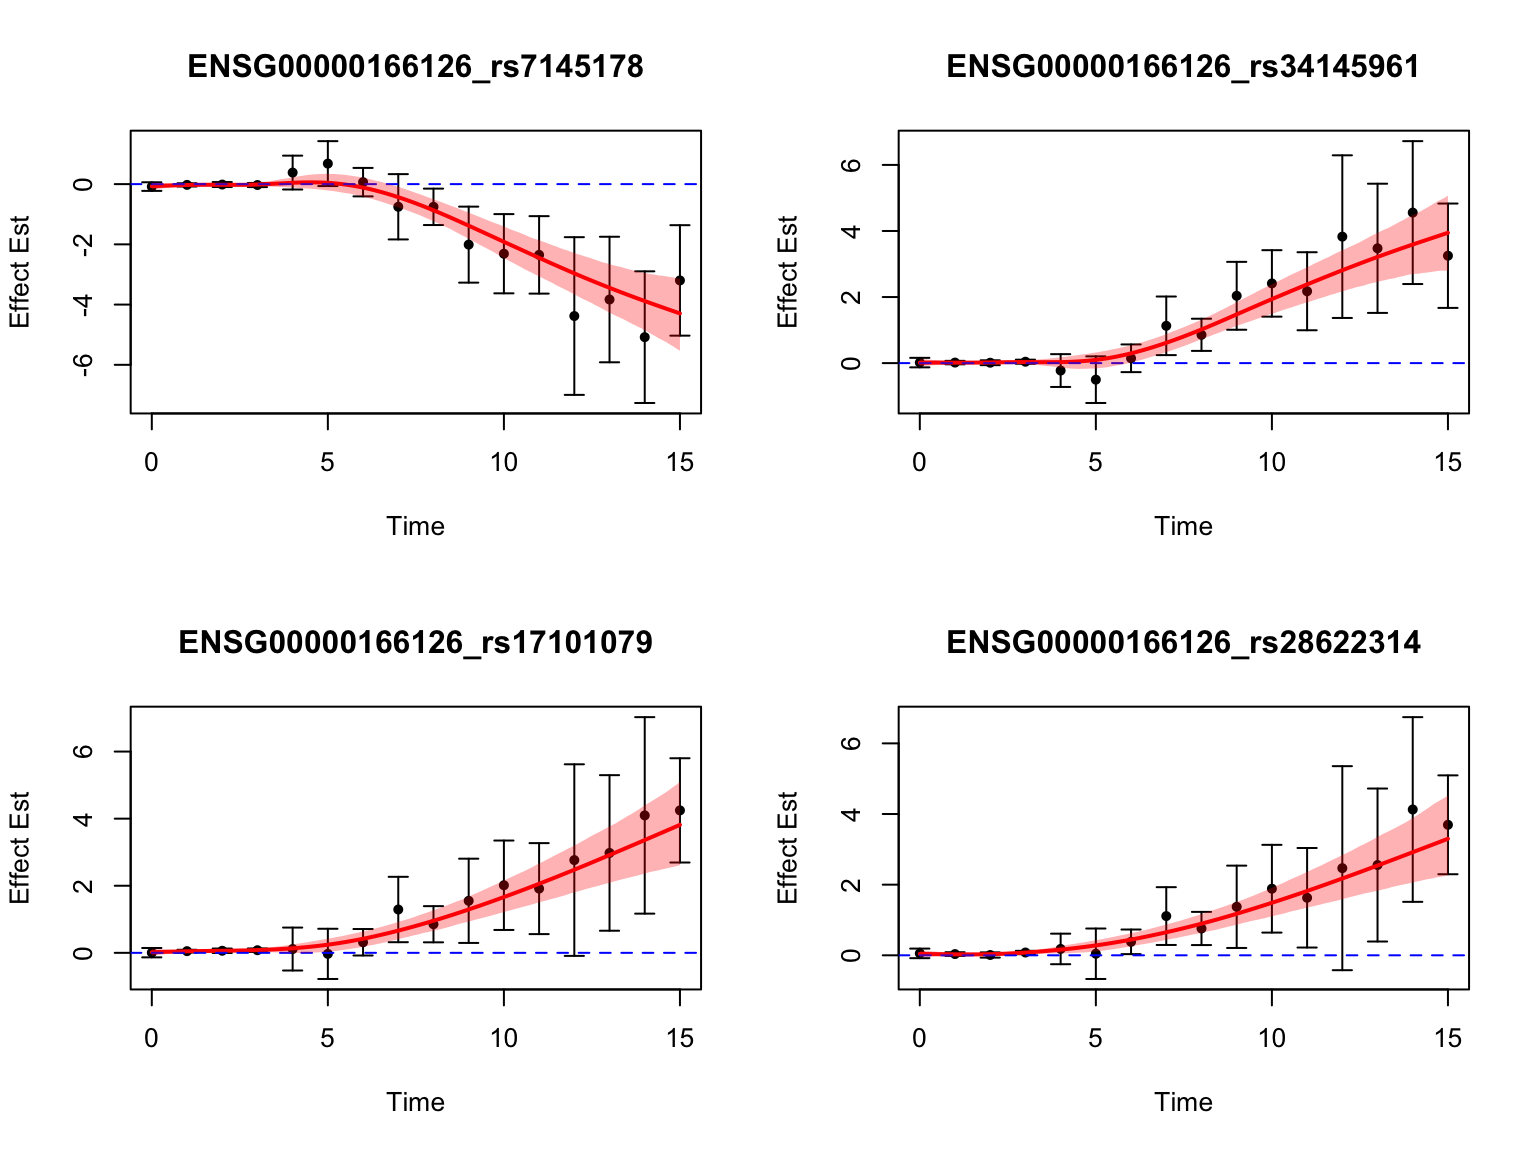 ENSG00000166126_rs7145178
Effect Est
0
-2
-4
-6
0 5 10 15
Time
ENSG00000166126_rs34145961
Effect Est
6
4
2
0
0 5 10 15
Time
ENSG00000166126_rs17101079
Effect Est
6
4
2
0
0 5 10 15
Time
ENSG00000166126_rs28622314
Effect Est
6
4
2
0
0 5 10 15
Time